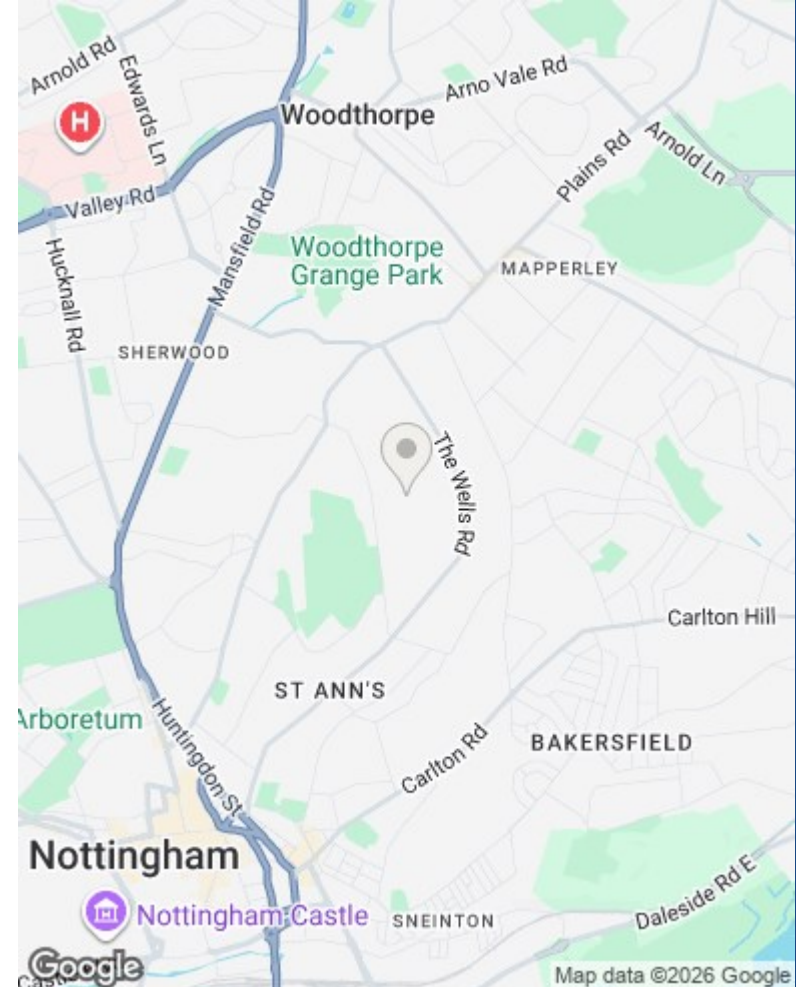 Arnold Rd
Edwards Ln
H
Woodthorpe
Arno Vale Rd
Plains Rd
Arnold Ln
Valley Rd
Mansfield Rd
Hucknall Rd
Woodthorpe
Grange Park
MAPPERLEY
SHERWOOD
The Wells Rd
Carlton Hill
ST ANN'S
Arboretum
Huntingdon St
Carlton Rd
BAKERSFIELD
Nottingham
Nottingham Castle
SNEINTON
Daleside Rd E
Google
Map data ©2026 Google